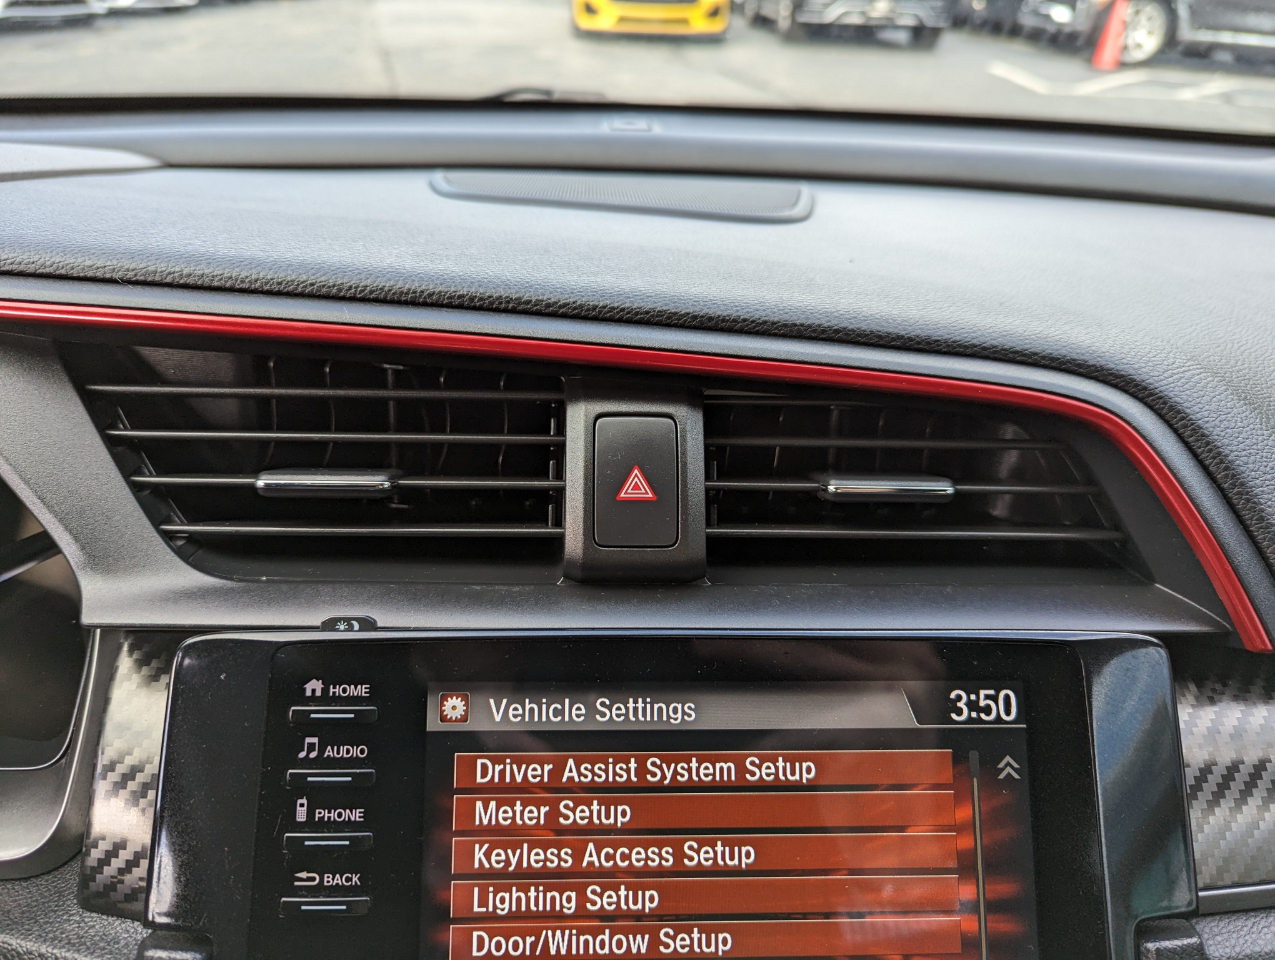 HOME
AUDIO
PHONE
BACK
Vehicle Settings
3:50
Driver Assist System Setup
Meter Setup
Keyless Access Setup
Lighting Setup
Door/Window Setup